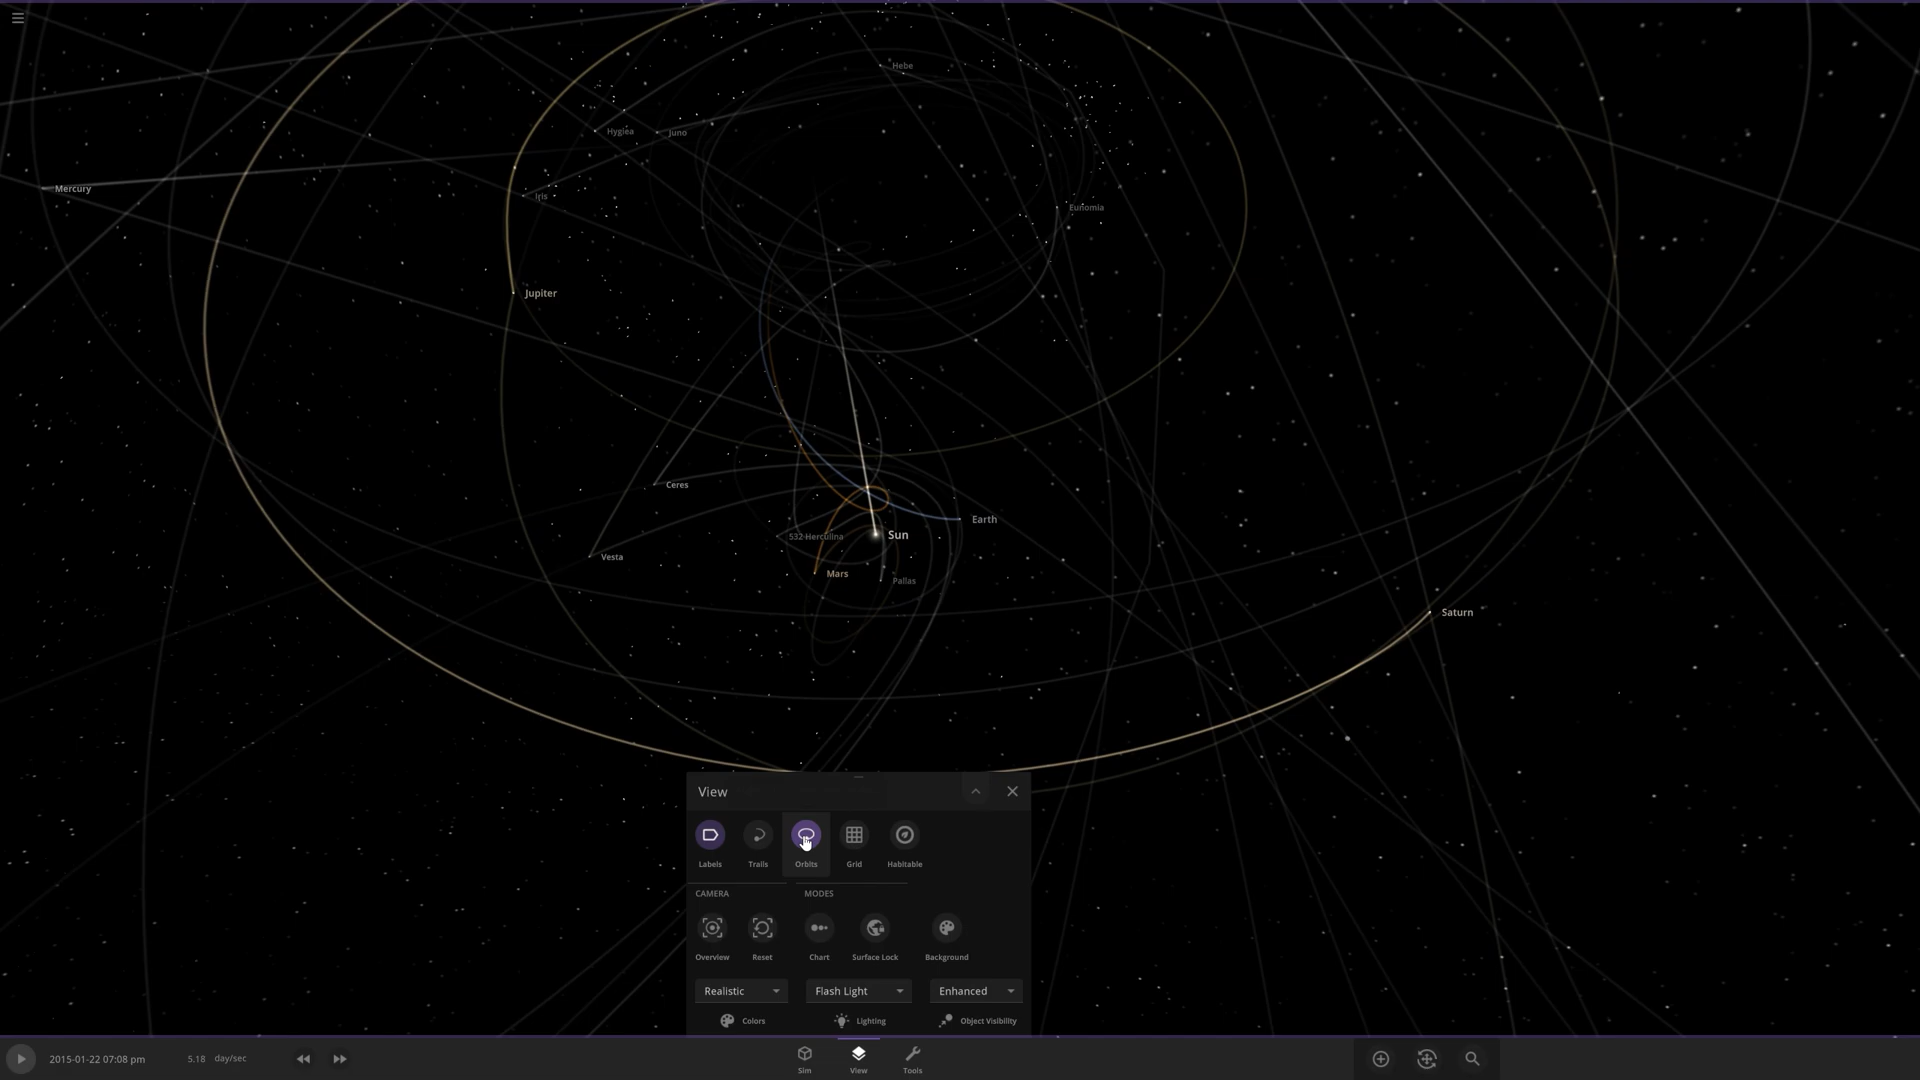 Hebe
Hygiea
Juno
Mercury
Iris
Eunomia
Jupiter
Ceres
Earth
532 Herculina
Sun
Vesta
Mars
Pallas
Saturn
View
Labels
Trails
Orbits
Grid
Habitable
CAMERA
MODES
Overview
Reset
Chart
Surface Lock
Background
Realistic
Flash Light
Enhanced
Colors
Lighting
Object Visibility
2015-01-22 07:08 pm
5.18 day/sec
Sim
View
Tools